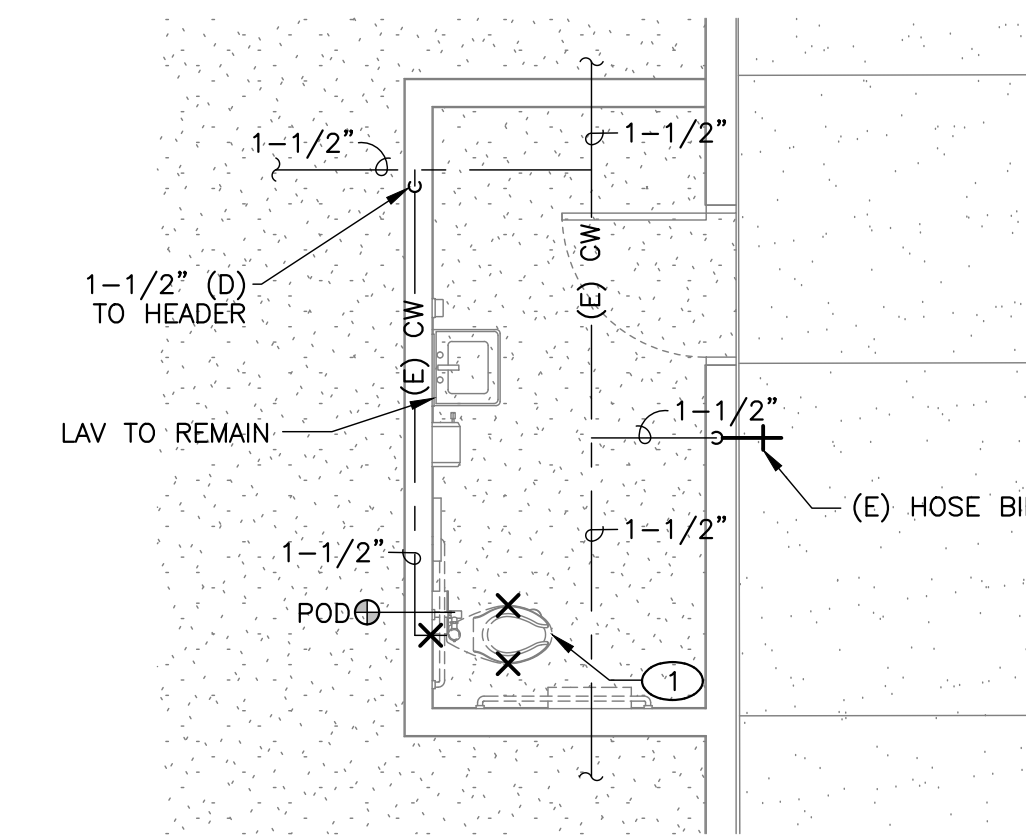 1-1/2"
1-1/2"
(E) CW
1-1/2" (D)
TO HEADER
(E) CW
1-1/2"
LAV TO REMAIN
(E) HOSE
1-1/2"
1-1/2"
POD
1